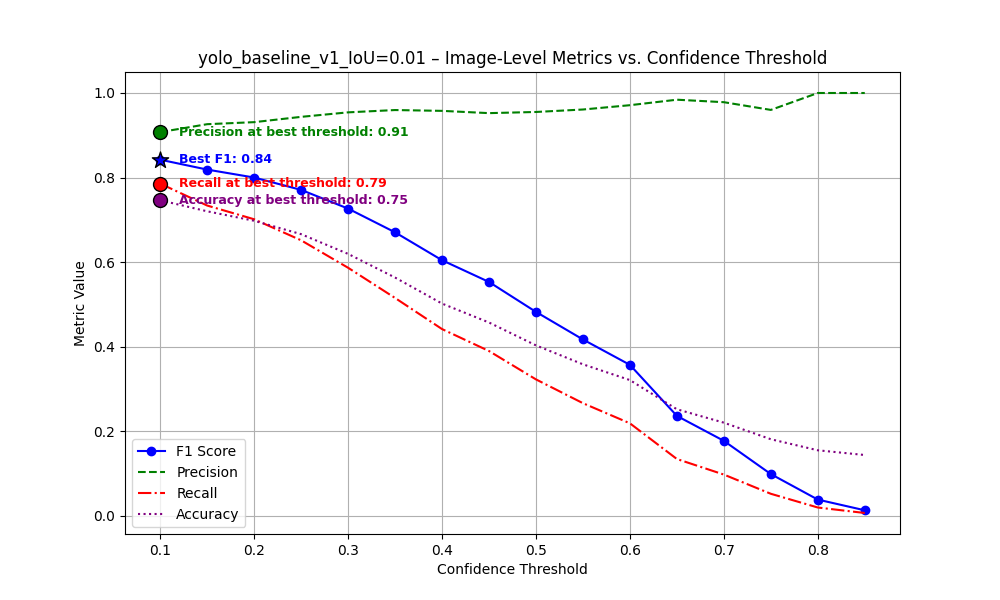 yolo_baseline_v1_IoU=0.01 – Image-Level Metrics vs. Confidence Threshold
Metric Value
1.0
0.8
0.6
0.4
0.2
0.0
Precision at best threshold: 0.91
Best F1: 0.84
Recall at best threshold: 0.79
Accuracy at best threshold: 0.75
F1 Score
Precision
Recall
Accuracy
0.1 0.2 0.3 0.4 0.5 0.6 0.7 0.8
Confidence Threshold